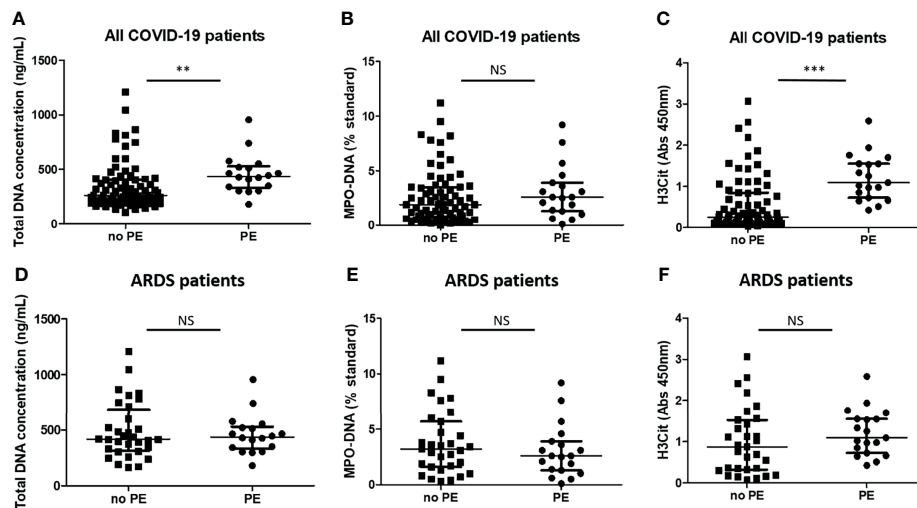 A
All COVID-19 patients
Total DNA concentration (ng/mL)
1500
1000
500
0
**
no PE
PE
B
All COVID-19 patients
MPO-DNA (% standard)
15
10
5
0
NS
no PE
PE
C
All COVID-19 patients
H3Cit (Abs 450nm)
4
3
2
1
0
***
no PE
PE
D
ARDS patients
Total DNA concentration (ng/mL)
1500
1000
500
0
NS
no PE
PE
E
ARDS patients
MPO-DNA (% standard)
15
10
5
0
NS
no PE
PE
F
ARDS patients
H3Cit (Abs 450nm)
4
3
2
1
0
NS
no PE
PE